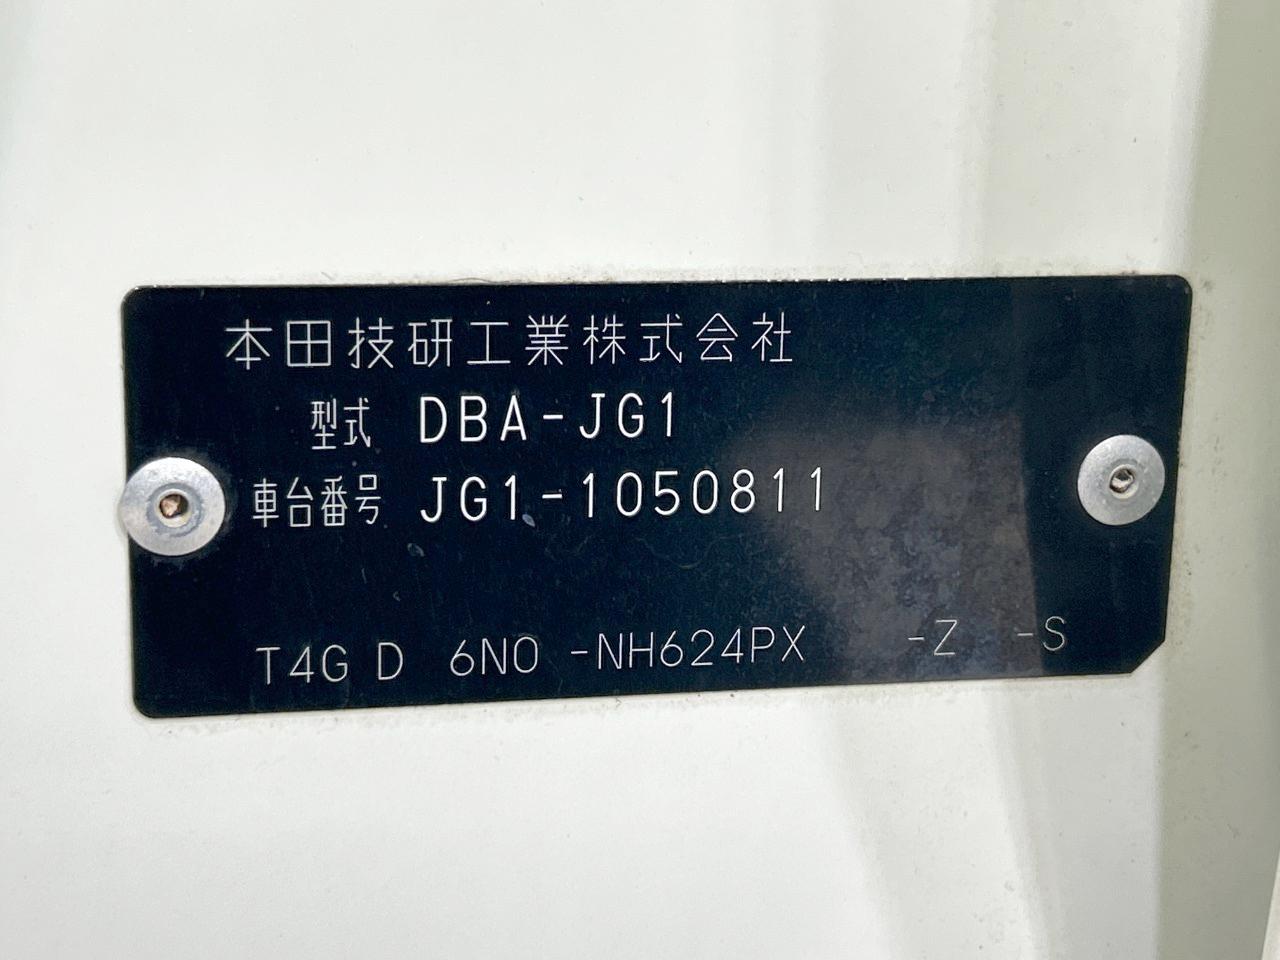 本田技研工業株式会社
型式 DBA-JG1
車台番号 JG1-1050811
T4G D 6N0 -NH624PX -Z -S